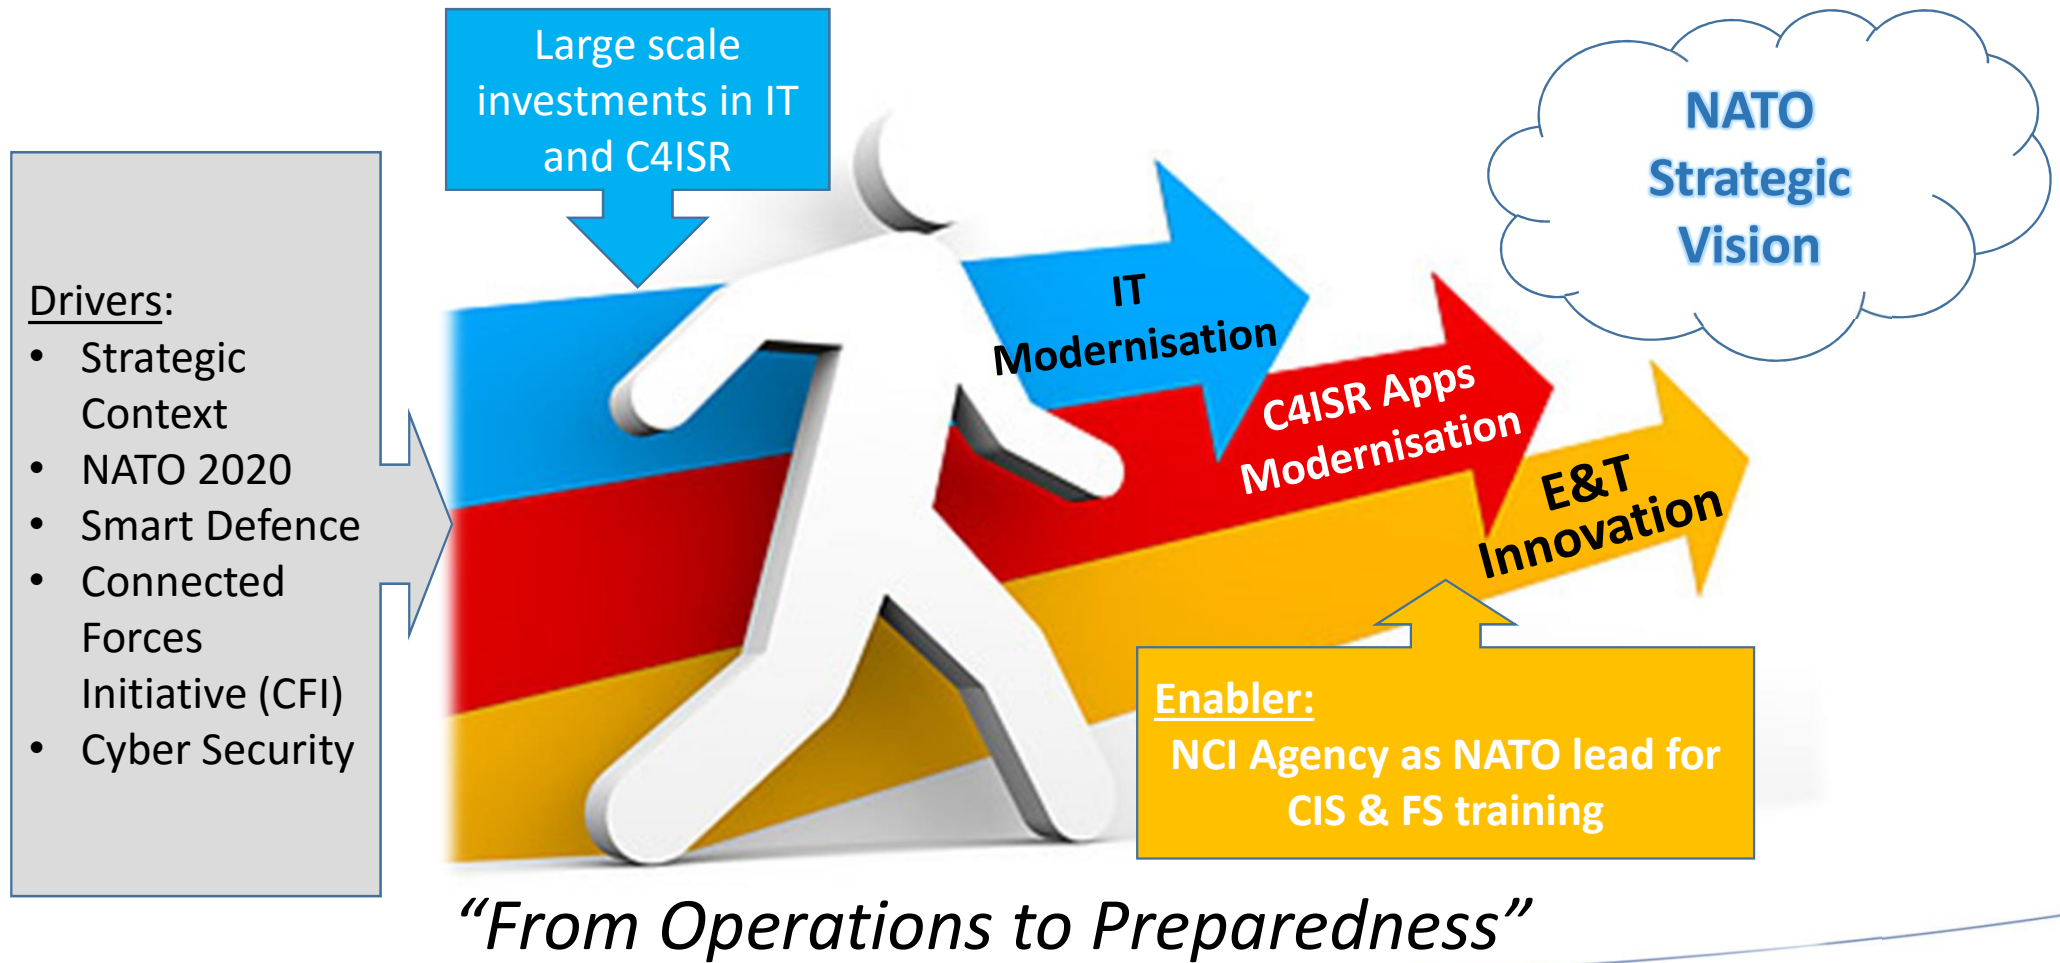 Large scale
investments in IT
and C4ISR
NATO
Strategic
Vision
Drivers:
• Strategic
Context
• NATO 2020
• Smart Defence
• Connected
Forces
Initiative (CFI)
• Cyber Security
IT
Modernisation
C4ISR Apps
Modernisation
E&T
Innovation
Enabler:
NCI Agency as NATO lead for
CIS & FS training
“From Operations to Preparedness”